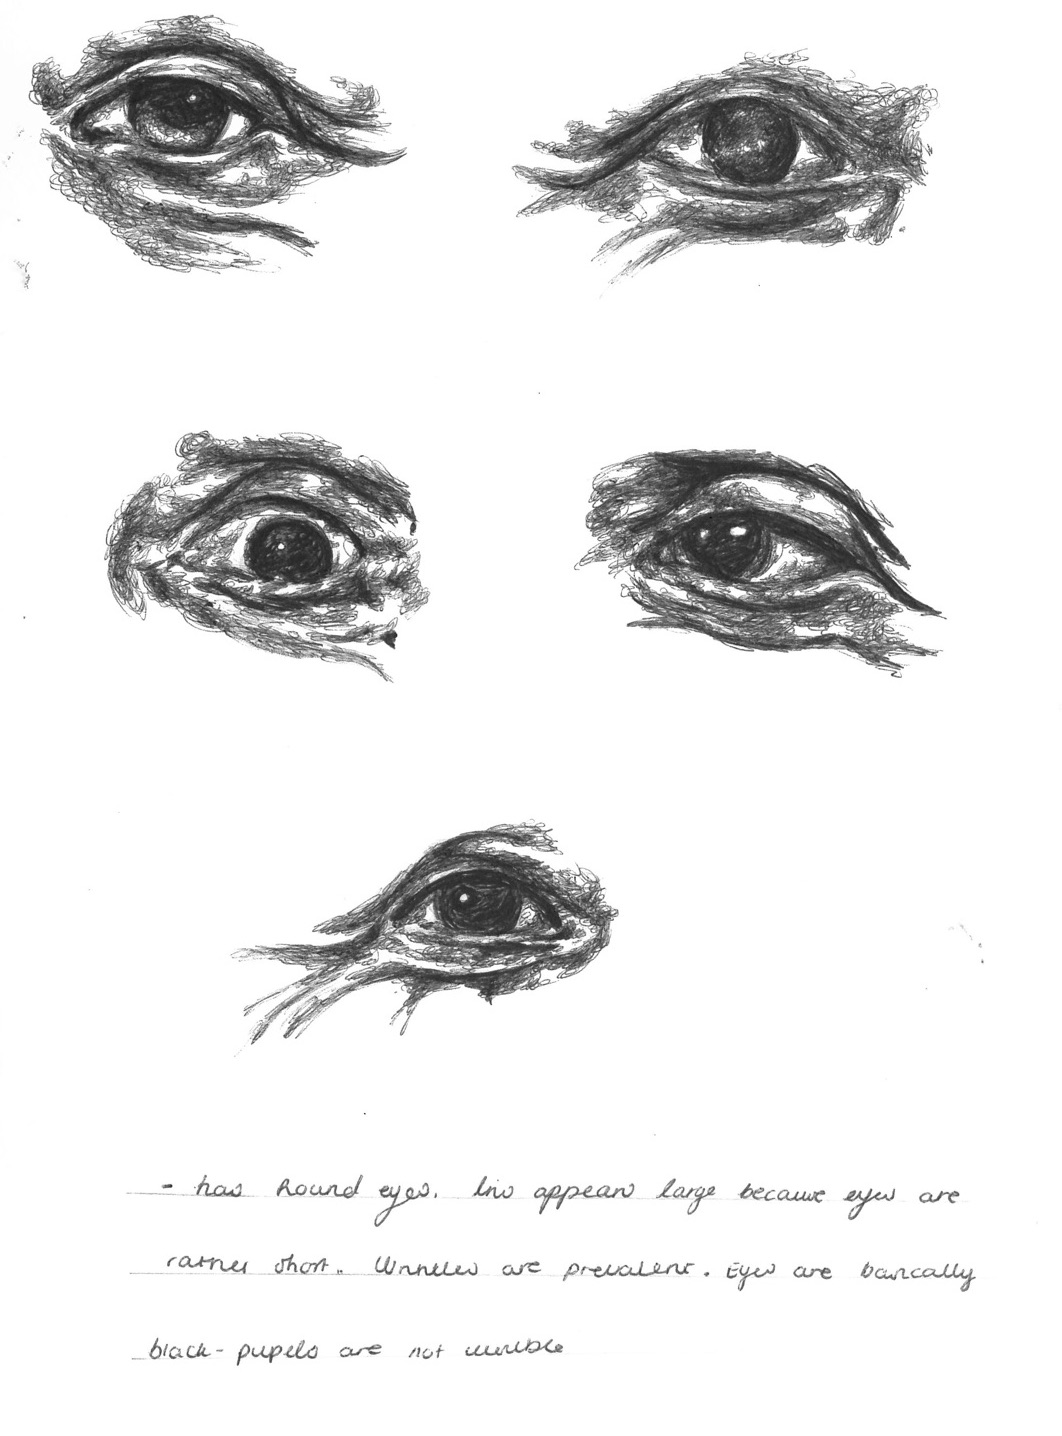 - has Round eyes. Iris appears large because eyes are
rather short. Wrinkles are prevalent. Eyes are basically
black - pupels are not visible